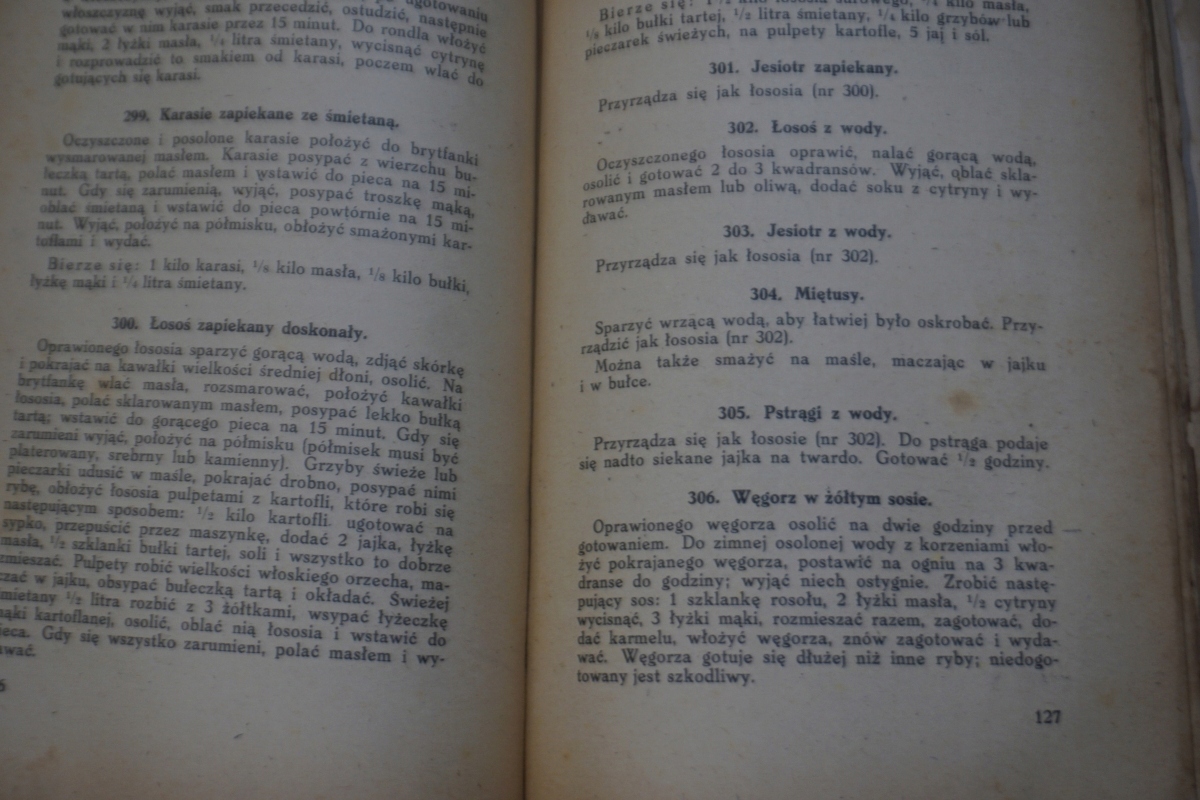 ugotowaniu
włoszczyznę wyjąć, smak przecedzić, ostudzić, następnie
gotować w nim karasie przez 15 minut. Do rondla włożyć
mąki, 2 łyżki masła, ¼ litra śmietany, wycisnąć cytrynę
i rozprowadzić to smakiem od karasi, poczem wlać do
gotujących się karasi.
299. Karasie zapiekane ze śmietaną.
Oczyszczone i posolone karasie położyć do brytfanki
wysmarowanej masłem. Karasie posypać z wierzchu bu-
łeczką tartą, polać masłem i wstawić do pieca na 15 mi-
nut. Gdy się zarumienią, wyjąć, posypać troszkę mąką,
oblać śmietaną i wstawić do pieca powtórnie na 15 mi-
nut. Wyjąć, położyć na półmisku, obłożyć smażonymi kar-
toflami i wydać.
Bierze się: 1 kilo karasi, ⅛ kilo masła, ⅛ kilo bułki,
łyżkę mąki i ¼ litra śmietany.
300. Łosoś zapiekany doskonały.
Oprawionego łososia sparzyć gorącą wodą, zdjąć skórkę
i pokrajać na kawałki wielkości średniej dłoni, osolić. Na
brytfankę wlać masła, rozsmarować, położyć kawałki
łososia, polać sklarowanym masłem, posypać lekko bułką
tartą; wstawić do gorącego pieca na 15 minut. Gdy się
zarumieni wyjąć, położyć na półmisku (półmisek musi być
platerowany, srebrny lub kamienny). Grzyby świeże lub
pieczarki udusić w maśle, pokrajać drobno, posypać nimi
rybę, obłożyć łososia pulpetami z kartofli, które robi się
następującym sposobem: ½ kilo kartofli ugotować na
sypko, przepuścić przez maszynkę, dodać 2 jajka, łyżkę
masła, ½ szklanki bułki tartej, soli i wszystko to dobrze
zmieszać. Pulpety robić wielkości włoskiego orzecha, ma-
czać w jajku, obsypać bułeczką tartą i okładać. Świeżej
śmietany ½ litra rozbić z 3 żółtkami, wsypać łyżeczkę
mąki kartoflanej, osolić, oblać nią łososia i wstawić do
pieca. Gdy się wszystko zarumieni, polać masłem i wy-
dawać.
Bierze się: kilo masła,
⅛ kilo bułki tartej, ½ litra śmietany, ¼ kilo grzybów lub
pieczarek świeżych, na pulpety kartofle, 5 jaj i sól.
301. Jesiotr zapiekany.
Przyrządza się jak łososia (nr 300).
302. Łosoś z wody.
Oczyszczonego łososia oprawić, nalać gorącą wodą,
osolić i gotować 2 do 3 kwadransów. Wyjąć, oblać skla-
rowanym masłem lub oliwą, dodać soku z cytryny i wy-
dawać.
303. Jesiotr z wody.
Przyrządza się jak łososia (nr 302).
304. Miętusy.
Sparzyć wrzącą wodą, aby łatwiej było oskrobać. Przy-
rządzić jak łososia (nr 302).
Można także smażyć na maśle, maczając w jajku
i w bułce.
305. Pstrągi z wody.
Przyrządza się jak łososie (nr 302). Do pstrąga podaje
się nadto siekane jajka na twardo. Gotować ½ godziny.
306. Węgorz w żółtym sosie.
Oprawionego węgorza osolić na dwie godziny przed
gotowaniem. Do zimnej osolonej wody z korzeniami wło-
żyć pokrajanego węgorza, postawić na ogniu na 3 kwa-
dranse do godziny; wyjąć niech ostygnie. Zrobić nastę-
pujący sos: 1 szklankę rosołu, 2 łyżki masła, ½ cytryny
wycisnąć, 3 łyżki mąki, rozmieszać razem, zagotować, do-
dać karmelu, włożyć węgorza, znów zagotować i wyda-
wać. Węgorza gotuje się dłużej niż inne ryby; niedogo-
towany jest szkodliwy.
127